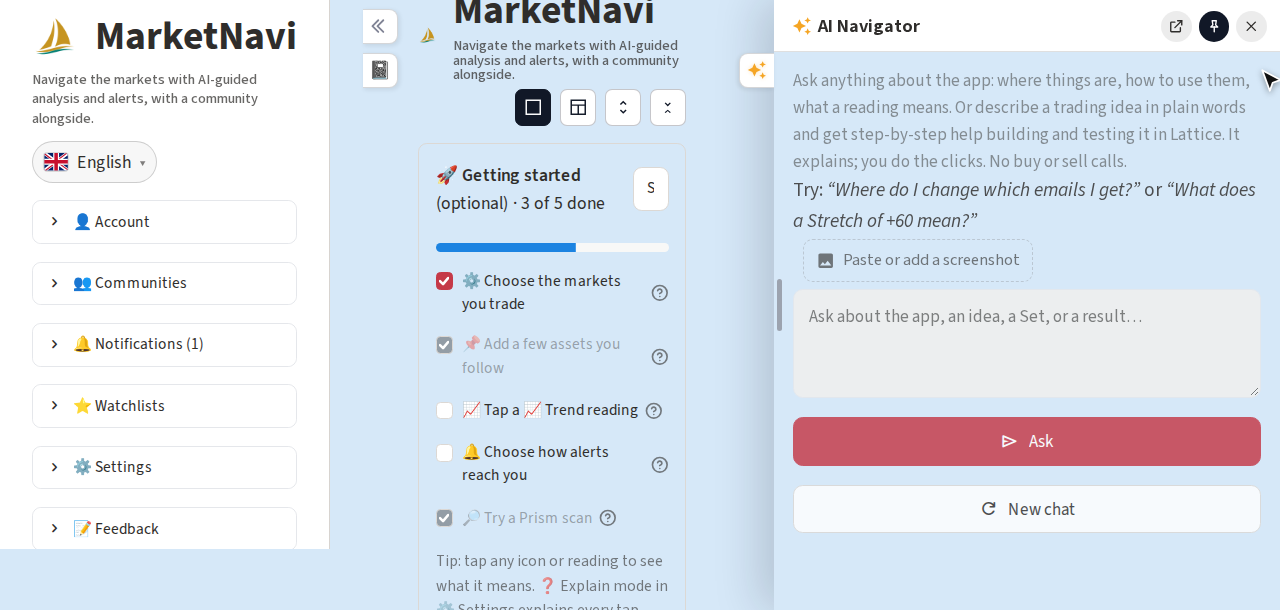 MarketNavi
Navigate the markets with AI-guided
analysis and alerts, with a community
alongside.
English
Account
Communities
Notifications (1)
Watchlists
Settings
Feedback
MarketNavi
Navigate the markets with AI-guided
analysis and alerts, with a community
alongside.
Getting started
(optional) · 3 of 5 done
S
Choose the markets
you trade
Add a few assets you
follow
Tap a Trend reading
Choose how alerts
reach you
Try a Prism scan
Tip: tap any icon or reading to see
what it means. ❓ Explain mode in
Settings explains every tap
AI Navigator
Ask anything about the app: where things are, how to use them,
what a reading means. Or describe a trading idea in plain words
and get step-by-step help building and testing it in Lattice. It
explains; you do the clicks. No buy or sell calls.
Try: “Where do I change which emails I get?” or “What does
a Stretch of +60 mean?”
Paste or add a screenshot
Ask about the app, an idea, a Set, or a result…
Ask
New chat